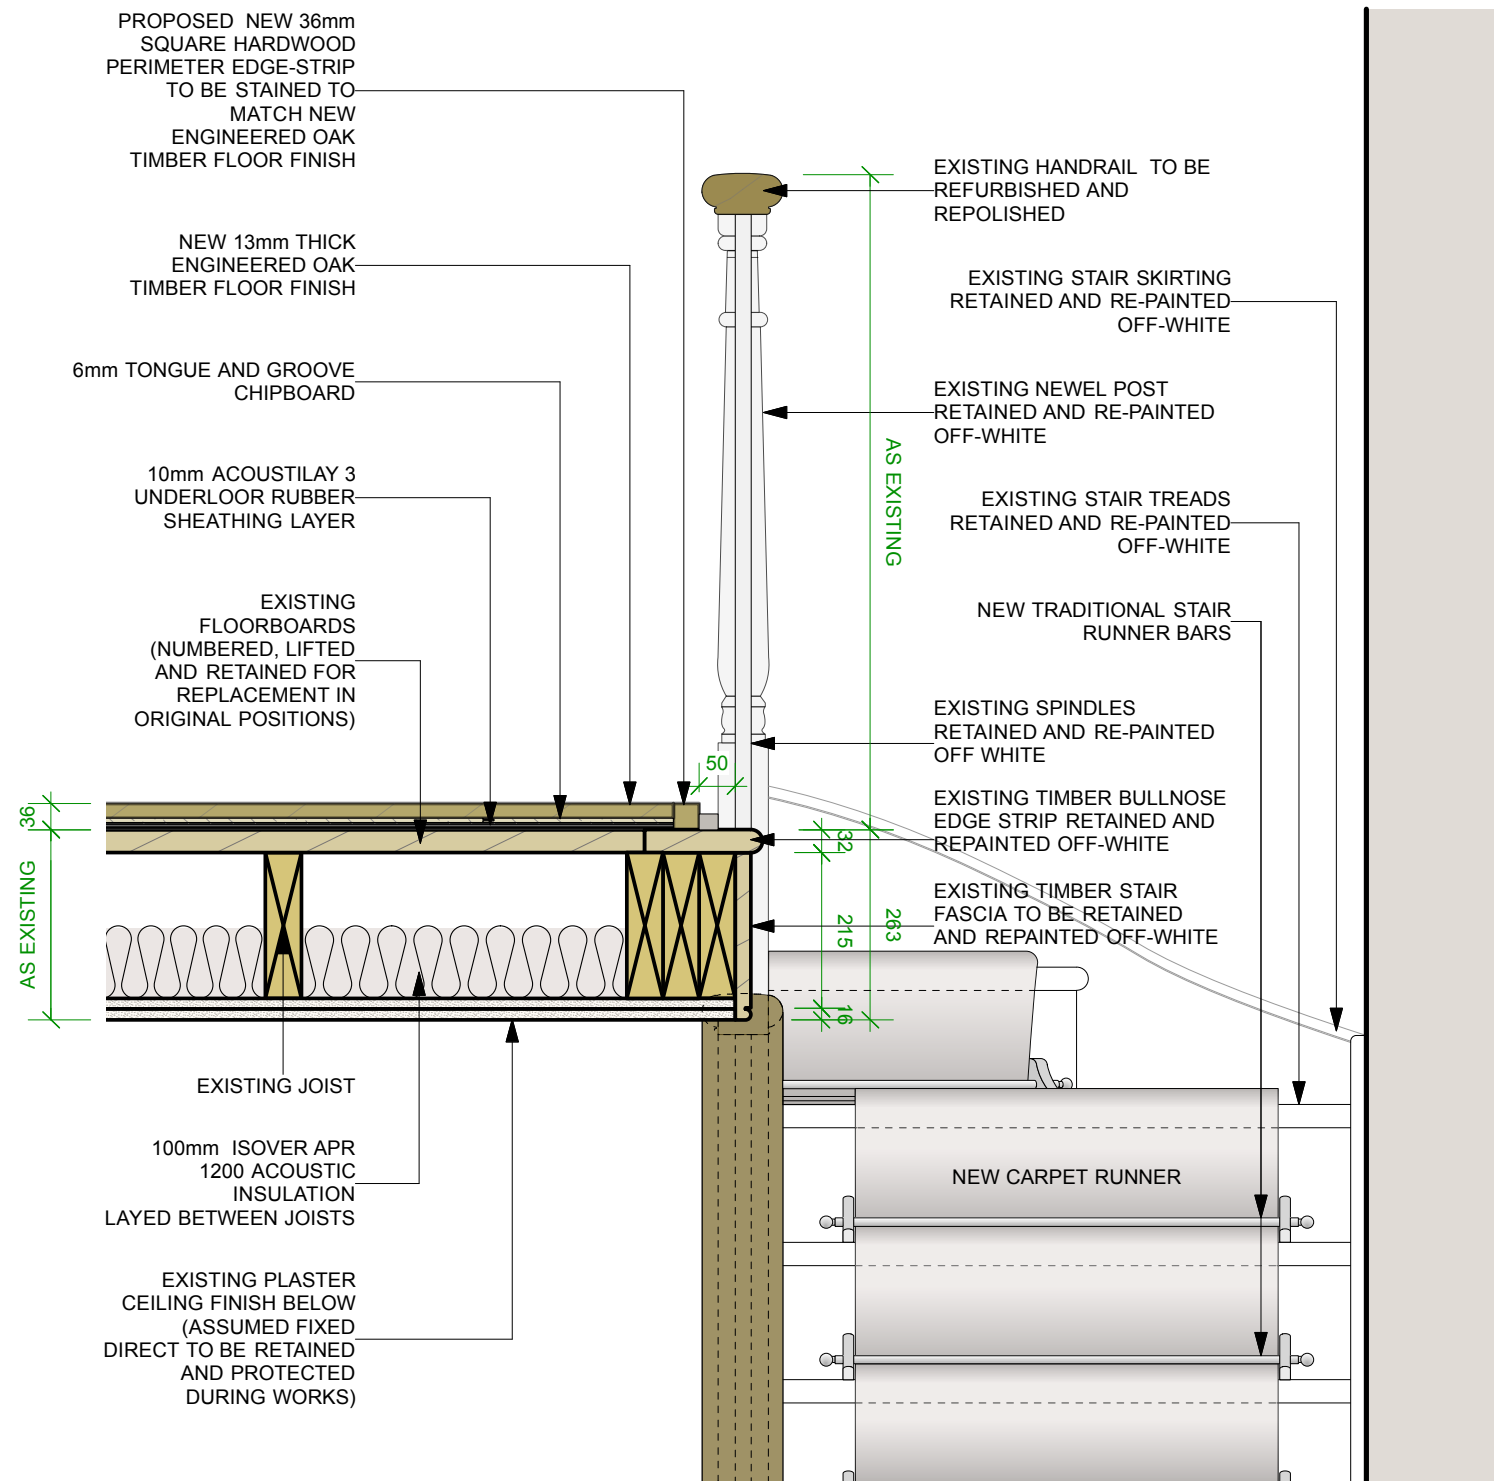 PROPOSED NEW 36mm
SQUARE HARDWOOD
PERIMETER EDGE-STRIP
TO BE STAINED TO
MATCH NEW
ENGINEERED OAK
TIMBER FLOOR FINISH
NEW 13mm THICK
ENGINEERED OAK
TIMBER FLOOR FINISH
6mm TONGUE AND GROOVE
CHIPBOARD
10mm ACOUSTILAY 3
UNDERLOOR RUBBER
SHEATHING LAYER
EXISTING
FLOORBOARDS
(NUMBERED, LIFTED
AND RETAINED FOR
REPLACEMENT IN
ORIGINAL POSITIONS)
36
AS EXISTING
EXISTING JOIST
100mm ISOVER APR
1200 ACOUSTIC
INSULATION
LAYED BETWEEN JOISTS
EXISTING PLASTER
CEILING FINISH BELOW
(ASSUMED FIXED
DIRECT TO BE RETAINED
AND PROTECTED
DURING WORKS)
50
AS EXISTING
32
215
263
16
EXISTING HANDRAIL TO BE
REFURBISHED AND
REPOLISHED
EXISTING STAIR SKIRTING
RETAINED AND RE-PAINTED
OFF-WHITE
EXISTING NEWEL POST
RETAINED AND RE-PAINTED
OFF-WHITE
EXISTING STAIR TREADS
RETAINED AND RE-PAINTED
OFF-WHITE
NEW TRADITIONAL STAIR
RUNNER BARS
EXISTING SPINDLES
RETAINED AND RE-PAINTED
OFF WHITE
EXISTING TIMBER BULLNOSE
EDGE STRIP RETAINED AND
REPAINTED OFF-WHITE
EXISTING TIMBER STAIR
FASCIA TO BE RETAINED
AND REPAINTED OFF-WHITE
NEW CARPET RUNNER